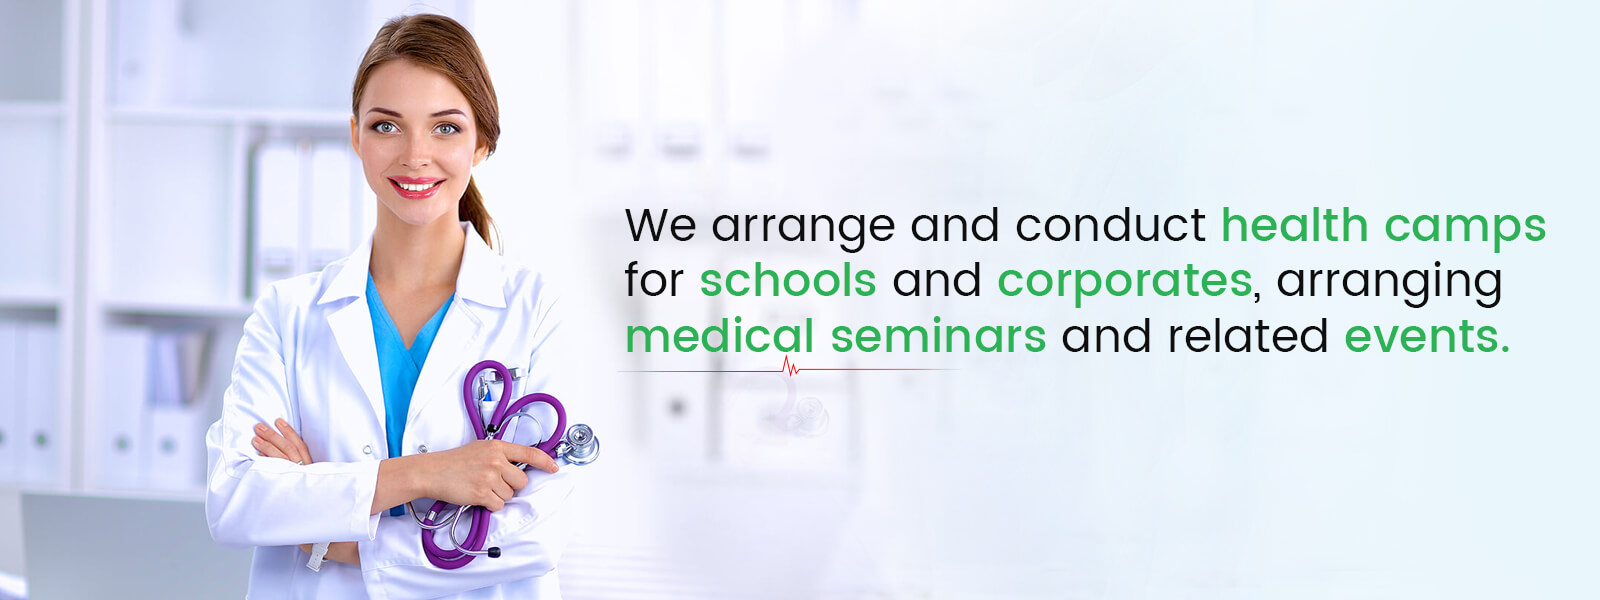 We arrange and conduct health camps
for schools and corporates, arranging
medical seminars and related events.